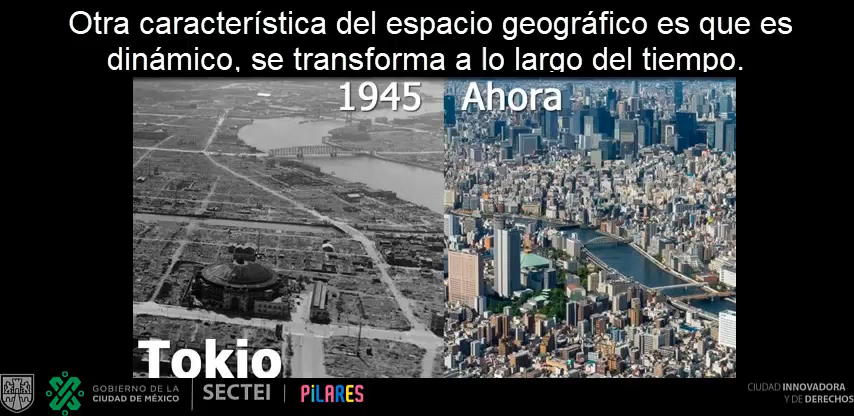 Otra característica del espacio geográfico es que es
dinámico, se transforma a lo largo del tiempo.
1945 Ahora
Tokio
GOBIERNO DE LA
CIUDAD DE MÉXICO
SECTEI
PiLARES
CIUDAD INNOVADORA
Y DE DERECHOS